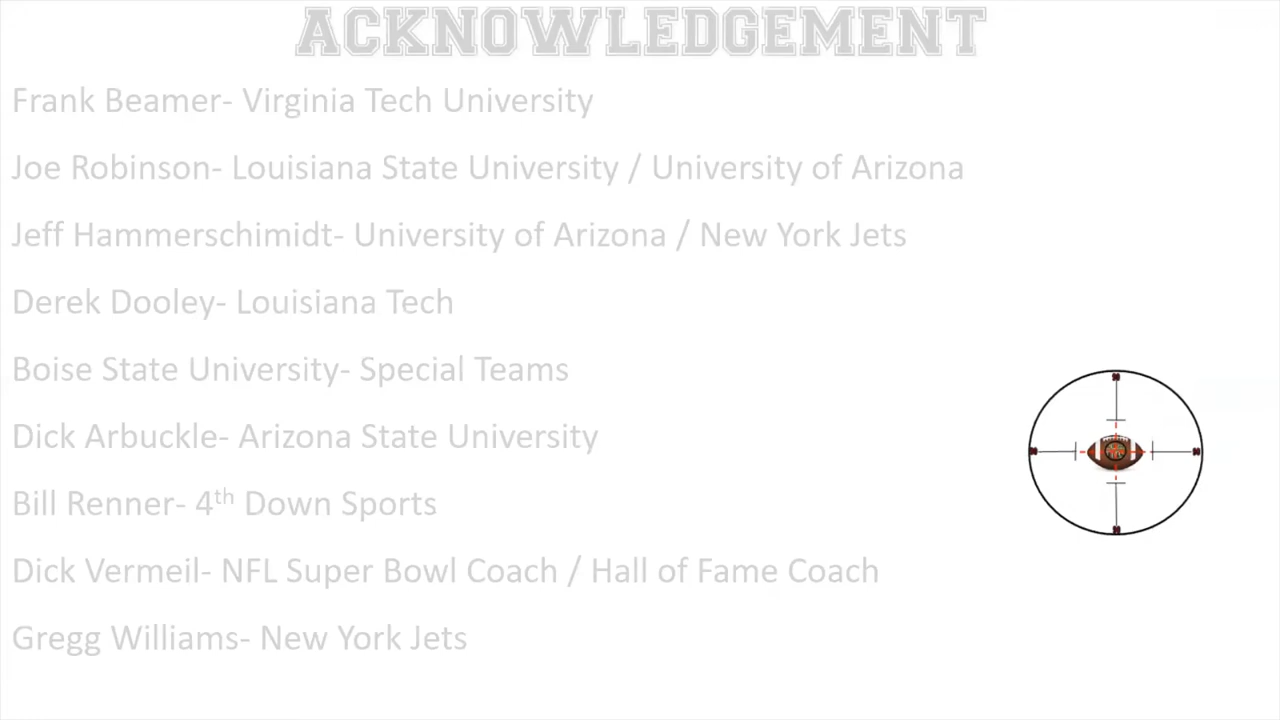 ACKNOWLEDGEMENT
Frank Beamer- Virginia Tech University
Joe Robinson- Louisiana State University / University of Arizona
Jeff Hammerschimidt- University of Arizona / New York Jets
Derek Dooley- Louisiana Tech
Boise State University- Special Teams
Dick Arbuckle- Arizona State University
Bill Renner- 4th Down Sports
Dick Vermeil- NFL Super Bowl Coach / Hall of Fame Coach
Gregg Williams- New York Jets